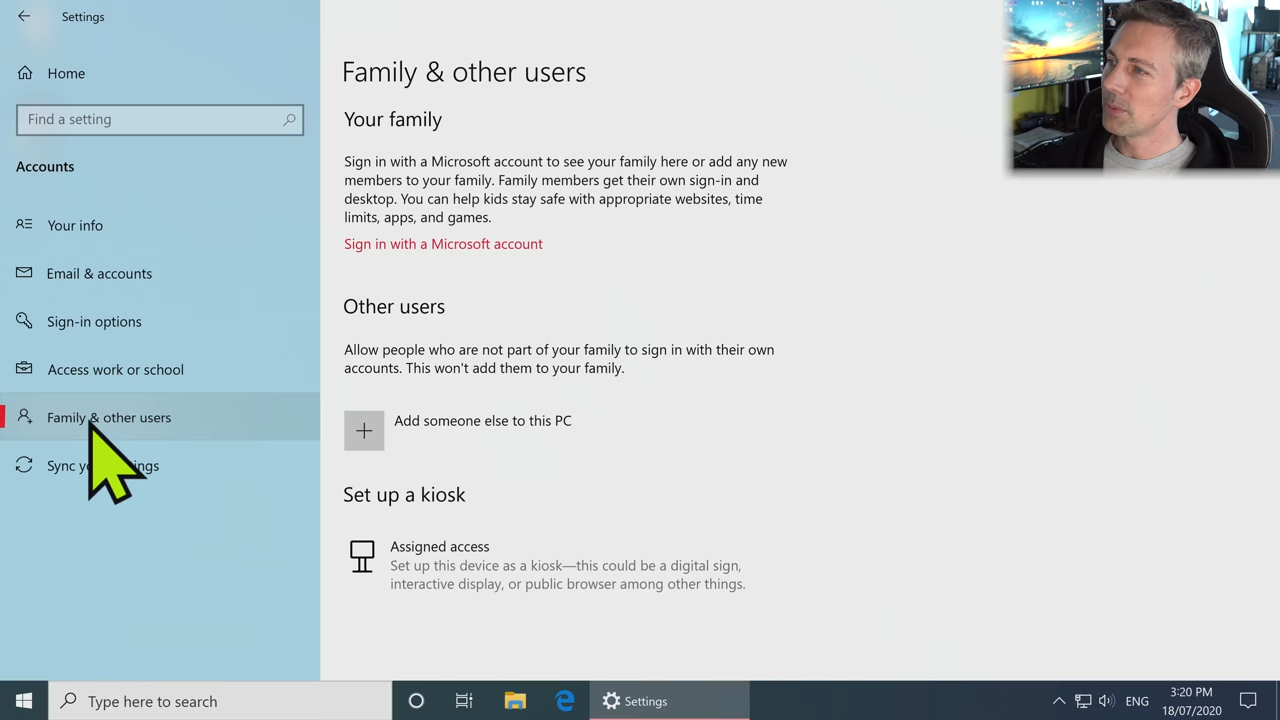 Settings
Home
Find a setting
Accounts
Your info
Email & accounts
Sign-in options
Access work or school
Family & other users
Sync yo ings
Family & other users
Your family
Sign in with a Microsoft account to see your family here or add any new
members to your family. Family members get their own sign-in and
desktop. You can help kids stay safe with appropriate websites, time
limits, apps, and games.
Sign in with a Microsoft account
Other users
Allow people who are not part of your family to sign in with their own
accounts. This won't add them to your family.
Add someone else to this PC
Set up a kiosk
Assigned access
Set up this device as a kiosk—this could be a digital sign,
interactive display, or public browser among other things.
Type here to search
Settings
ENG
3:20 PM
18/07/2020